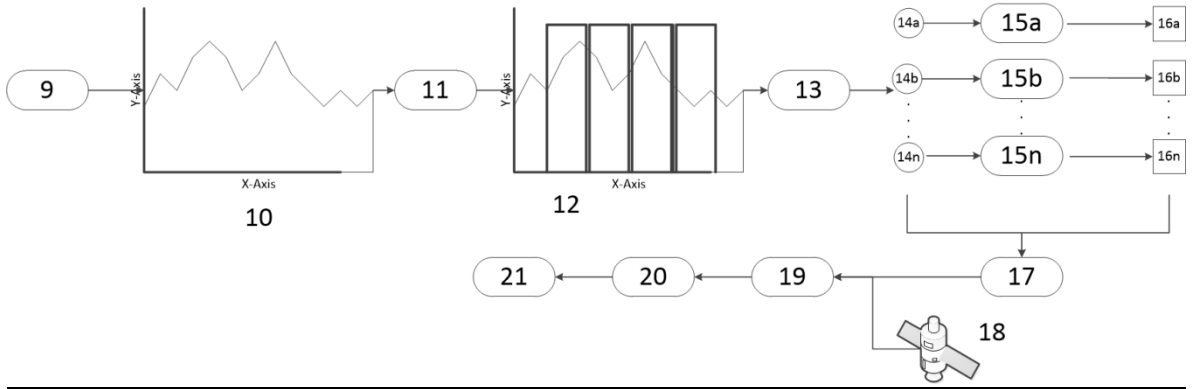 14a 15a 16a
9 Y-Axis 11 Y-Axis 13 14b 15b 16b
14n 15n 16n
X-Axis X-Axis
10 12
21 20 19 17
18